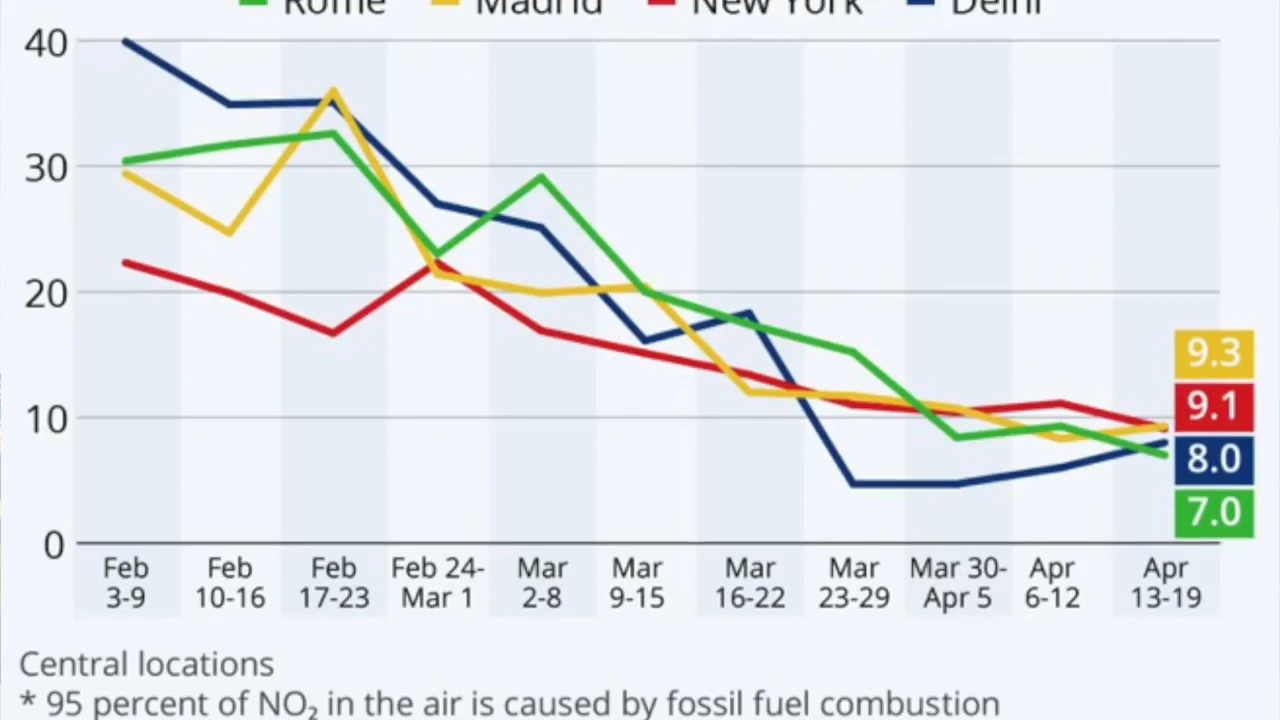 Rome Madrid New York Delhi
40
30
20
10
0
9.3
9.1
8.0
7.0
Feb 3-9
Feb 10-16
Feb 17-23
Feb 24-Mar 1
Mar 2-8
Mar 9-15
Mar 16-22
Mar 23-29
Mar 30-Apr 5
Apr 6-12
Apr 13-19
Central locations
* 95 percent of NO₂ in the air is caused by fossil fuel combustion